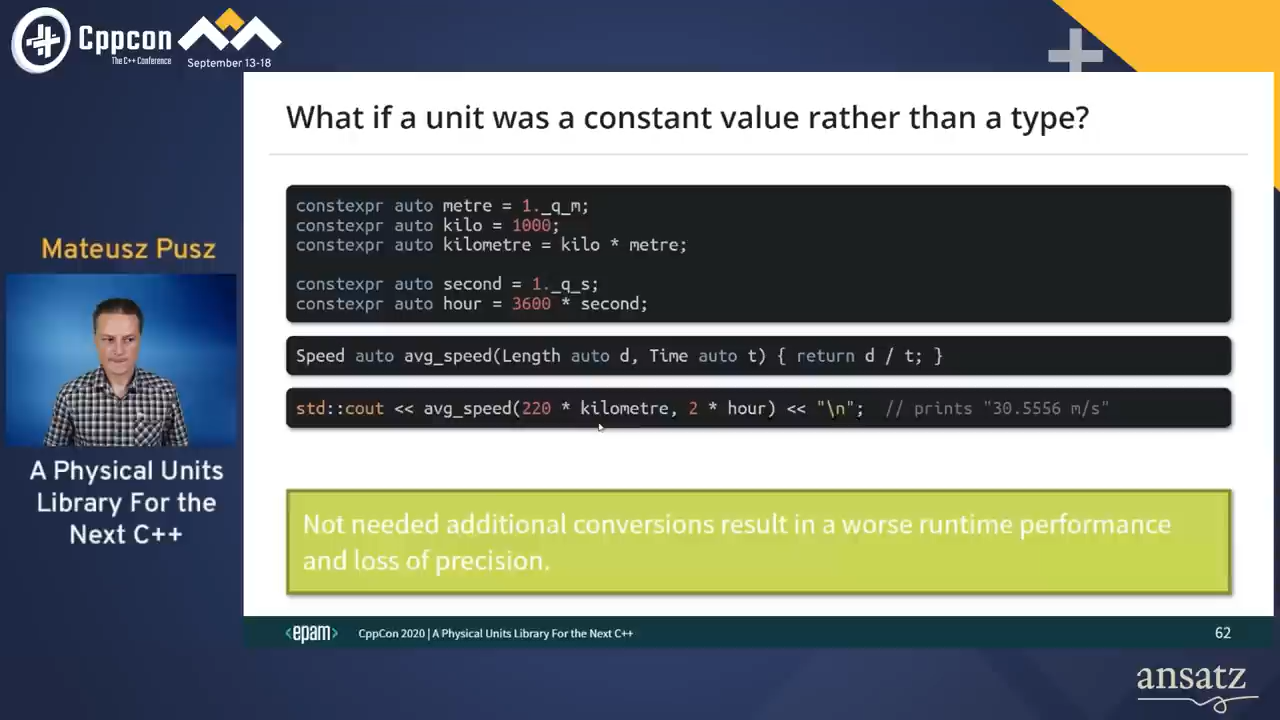 Cppcon
The C++ Conference
September 13-18
What if a unit was a constant value rather than a type?
constexpr auto metre = 1._q_m;
constexpr auto kilo = 1000;
constexpr auto kilometre = kilo * metre;
constexpr auto second = 1._q_s;
constexpr auto hour = 3600 * second;
Speed auto avg_speed(Length auto d, Time auto t) { return d / t; }
std::cout << avg_speed(220 * kilometre, 2 * hour) << "\n"; // prints "30.5556 m/s"
Not needed additional conversions result in a worse runtime performance
and loss of precision.
Mateusz Pusz
A Physical Units
Library For the
Next C++
<epam> CppCon 2020 | A Physical Units Library For the Next C++ 62
ansatz